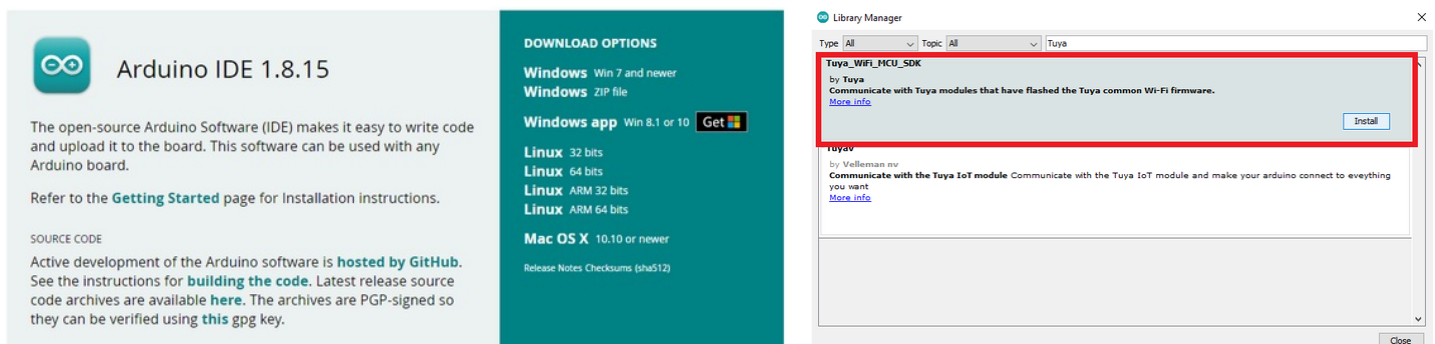 Arduino IDE 1.8.15
The open-source Arduino Software (IDE) makes it easy to write code
and upload it to the board. This software can be used with any
Arduino board.
Refer to the Getting Started page for Installation instructions.
SOURCE CODE
Active development of the Arduino software is hosted by GitHub.
See the instructions for building the code. Latest release source
code archives are available here. The archives are PGP-signed so
they can be verified using this gpg key.
DOWNLOAD OPTIONS
Windows Win 7 and newer
Windows ZIP file
Windows app Win 8.1 or 10 Get
Linux 32 bits
Linux 64 bits
Linux ARM 32 bits
Linux ARM 64 bits
Mac OS X 10.10 or newer
Release Notes Checksums (sha512)
Library Manager
Type All Topic All Tuya
Tuya_WiFi_MCU_SDK
by Tuya
Communicate with Tuya modules that have flashed the Tuya common Wi-Fi firmware.
More info
Install
TuyaV
by Velleman nv
Communicate with the Tuya IoT module Communicate with the Tuya IoT module and make your arduino connect to eveything
you want
More info
Close